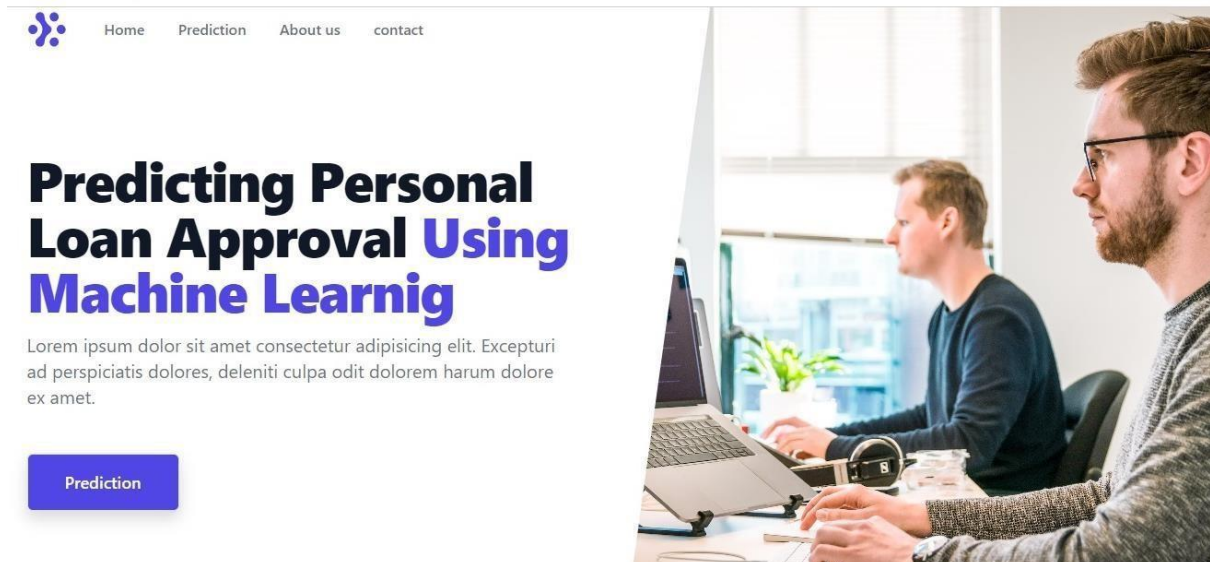 Home Prediction About us contact
Predicting Personal
Loan Approval Using
Machine Learnig
Lorem ipsum dolor sit amet consectetur adipisicing elit. Excepturi
ad perspiciatis dolores, deleniti culpa odit dolorem harum dolore
ex amet.
Prediction